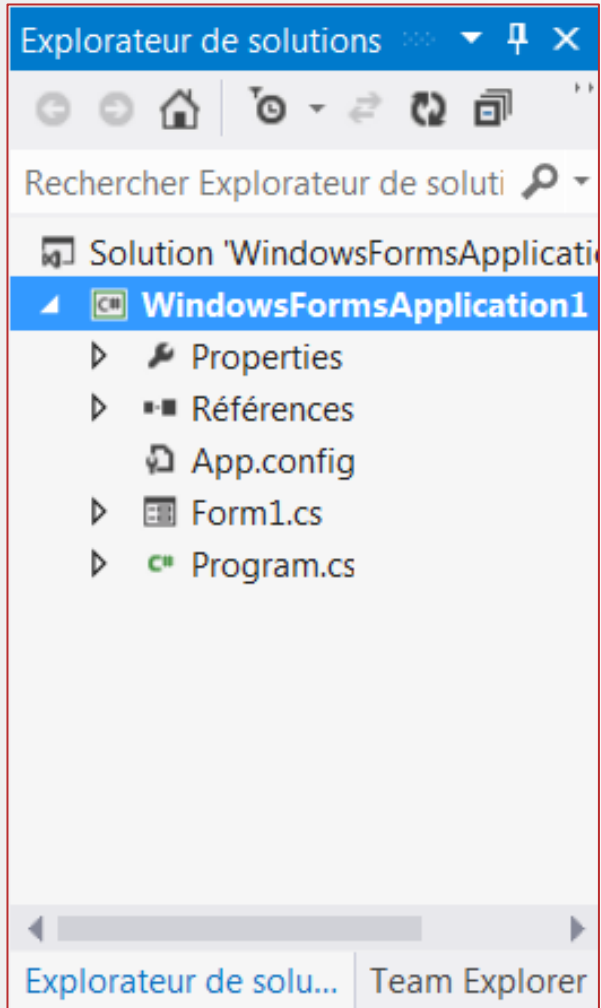 Explorateur de solutions
Rechercher Explorateur de soluti
Solution 'WindowsFormsApplicati
C# WindowsFormsApplication1
Properties
Références
App.config
Form1.cs
C# Program.cs
Explorateur de solu... Team Explorer